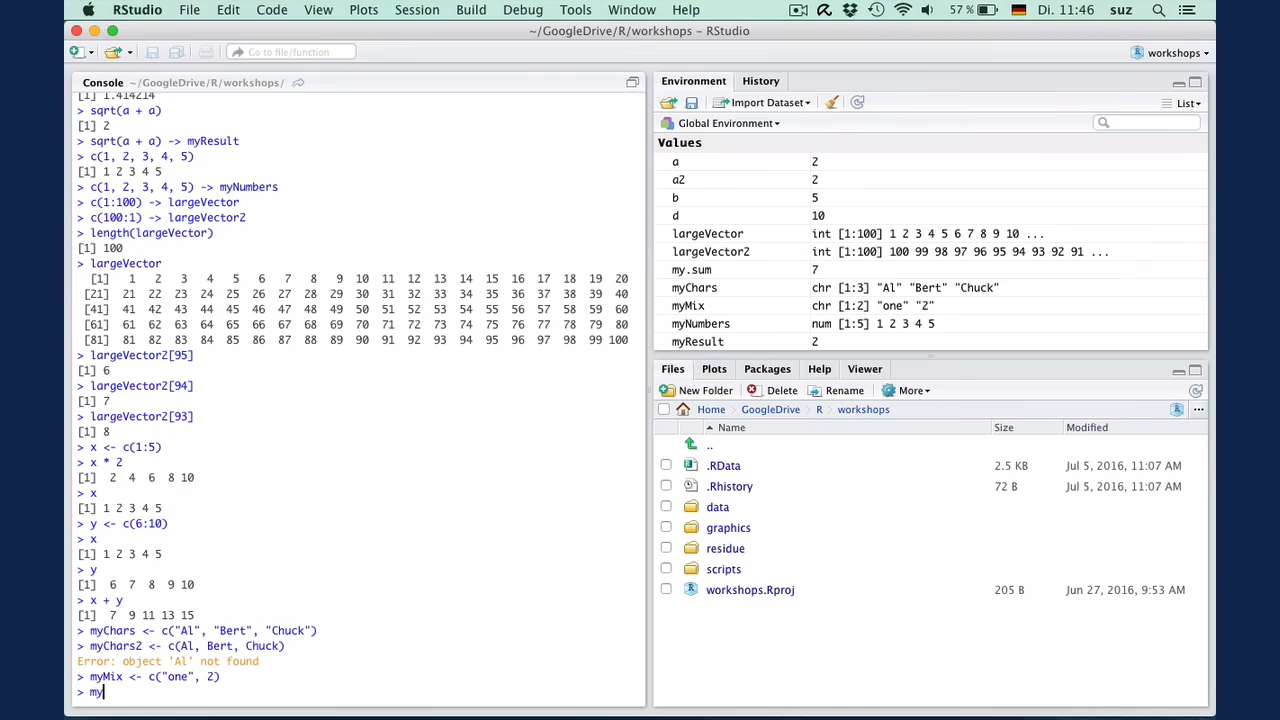 RStudio File Edit Code View Plots Session Build Debug Tools Window Help 57 % Di. 11:46 suz
~/GoogleDrive/R/workshops – RStudio
Go to file/function workshops
Console ~/GoogleDrive/R/workshops/
[1] 1.414214
> sqrt(a + a)
[1] 2
> sqrt(a + a) -> myResult
> c(1, 2, 3, 4, 5)
[1] 1 2 3 4 5
> c(1, 2, 3, 4, 5) -> myNumbers
> c(1:100) -> largeVector
> c(100:1) -> largeVector2
> length(largeVector)
[1] 100
> largeVector
[1] 1 2 3 4 5 6 7 8 9 10 11 12 13 14 15 16 17 18 19 20
[21] 21 22 23 24 25 26 27 28 29 30 31 32 33 34 35 36 37 38 39 40
[41] 41 42 43 44 45 46 47 48 49 50 51 52 53 54 55 56 57 58 59 60
[61] 61 62 63 64 65 66 67 68 69 70 71 72 73 74 75 76 77 78 79 80
[81] 81 82 83 84 85 86 87 88 89 90 91 92 93 94 95 96 97 98 99 100
> largeVector2[95]
[1] 6
> largeVector2[94]
[1] 7
> largeVector2[93]
[1] 8
> x <- c(1:5)
> x * 2
[1] 2 4 6 8 10
> x
[1] 1 2 3 4 5
> y <- c(6:10)
> x
[1] 1 2 3 4 5
> y
[1] 6 7 8 9 10
> x + y
[1] 7 9 11 13 15
> myChars <- c("Al", "Bert", "Chuck")
> myChars2 <- c(Al, Bert, Chuck)
Error: object 'Al' not found
> myMix <- c("one", 2)
> my
Environment History
Import Dataset List
Global Environment
Values
a 2
a2 2
b 5
d 10
largeVector int [1:100] 1 2 3 4 5 6 7 8 9 10 ...
largeVector2 int [1:100] 100 99 98 97 96 95 94 93 92 91 ...
my.sum 7
myChars chr [1:3] "Al" "Bert" "Chuck"
myMix chr [1:2] "one" "2"
myNumbers num [1:5] 1 2 3 4 5
myResult 2
Files Plots Packages Help Viewer
New Folder Delete Rename More
Home GoogleDrive R workshops ...
Name Size Modified
..
.RData 2.5 KB Jul 5, 2016, 11:07 AM
.Rhistory 72 B Jul 5, 2016, 11:07 AM
data
graphics
residue
scripts
workshops.Rproj 205 B Jun 27, 2016, 9:53 AM